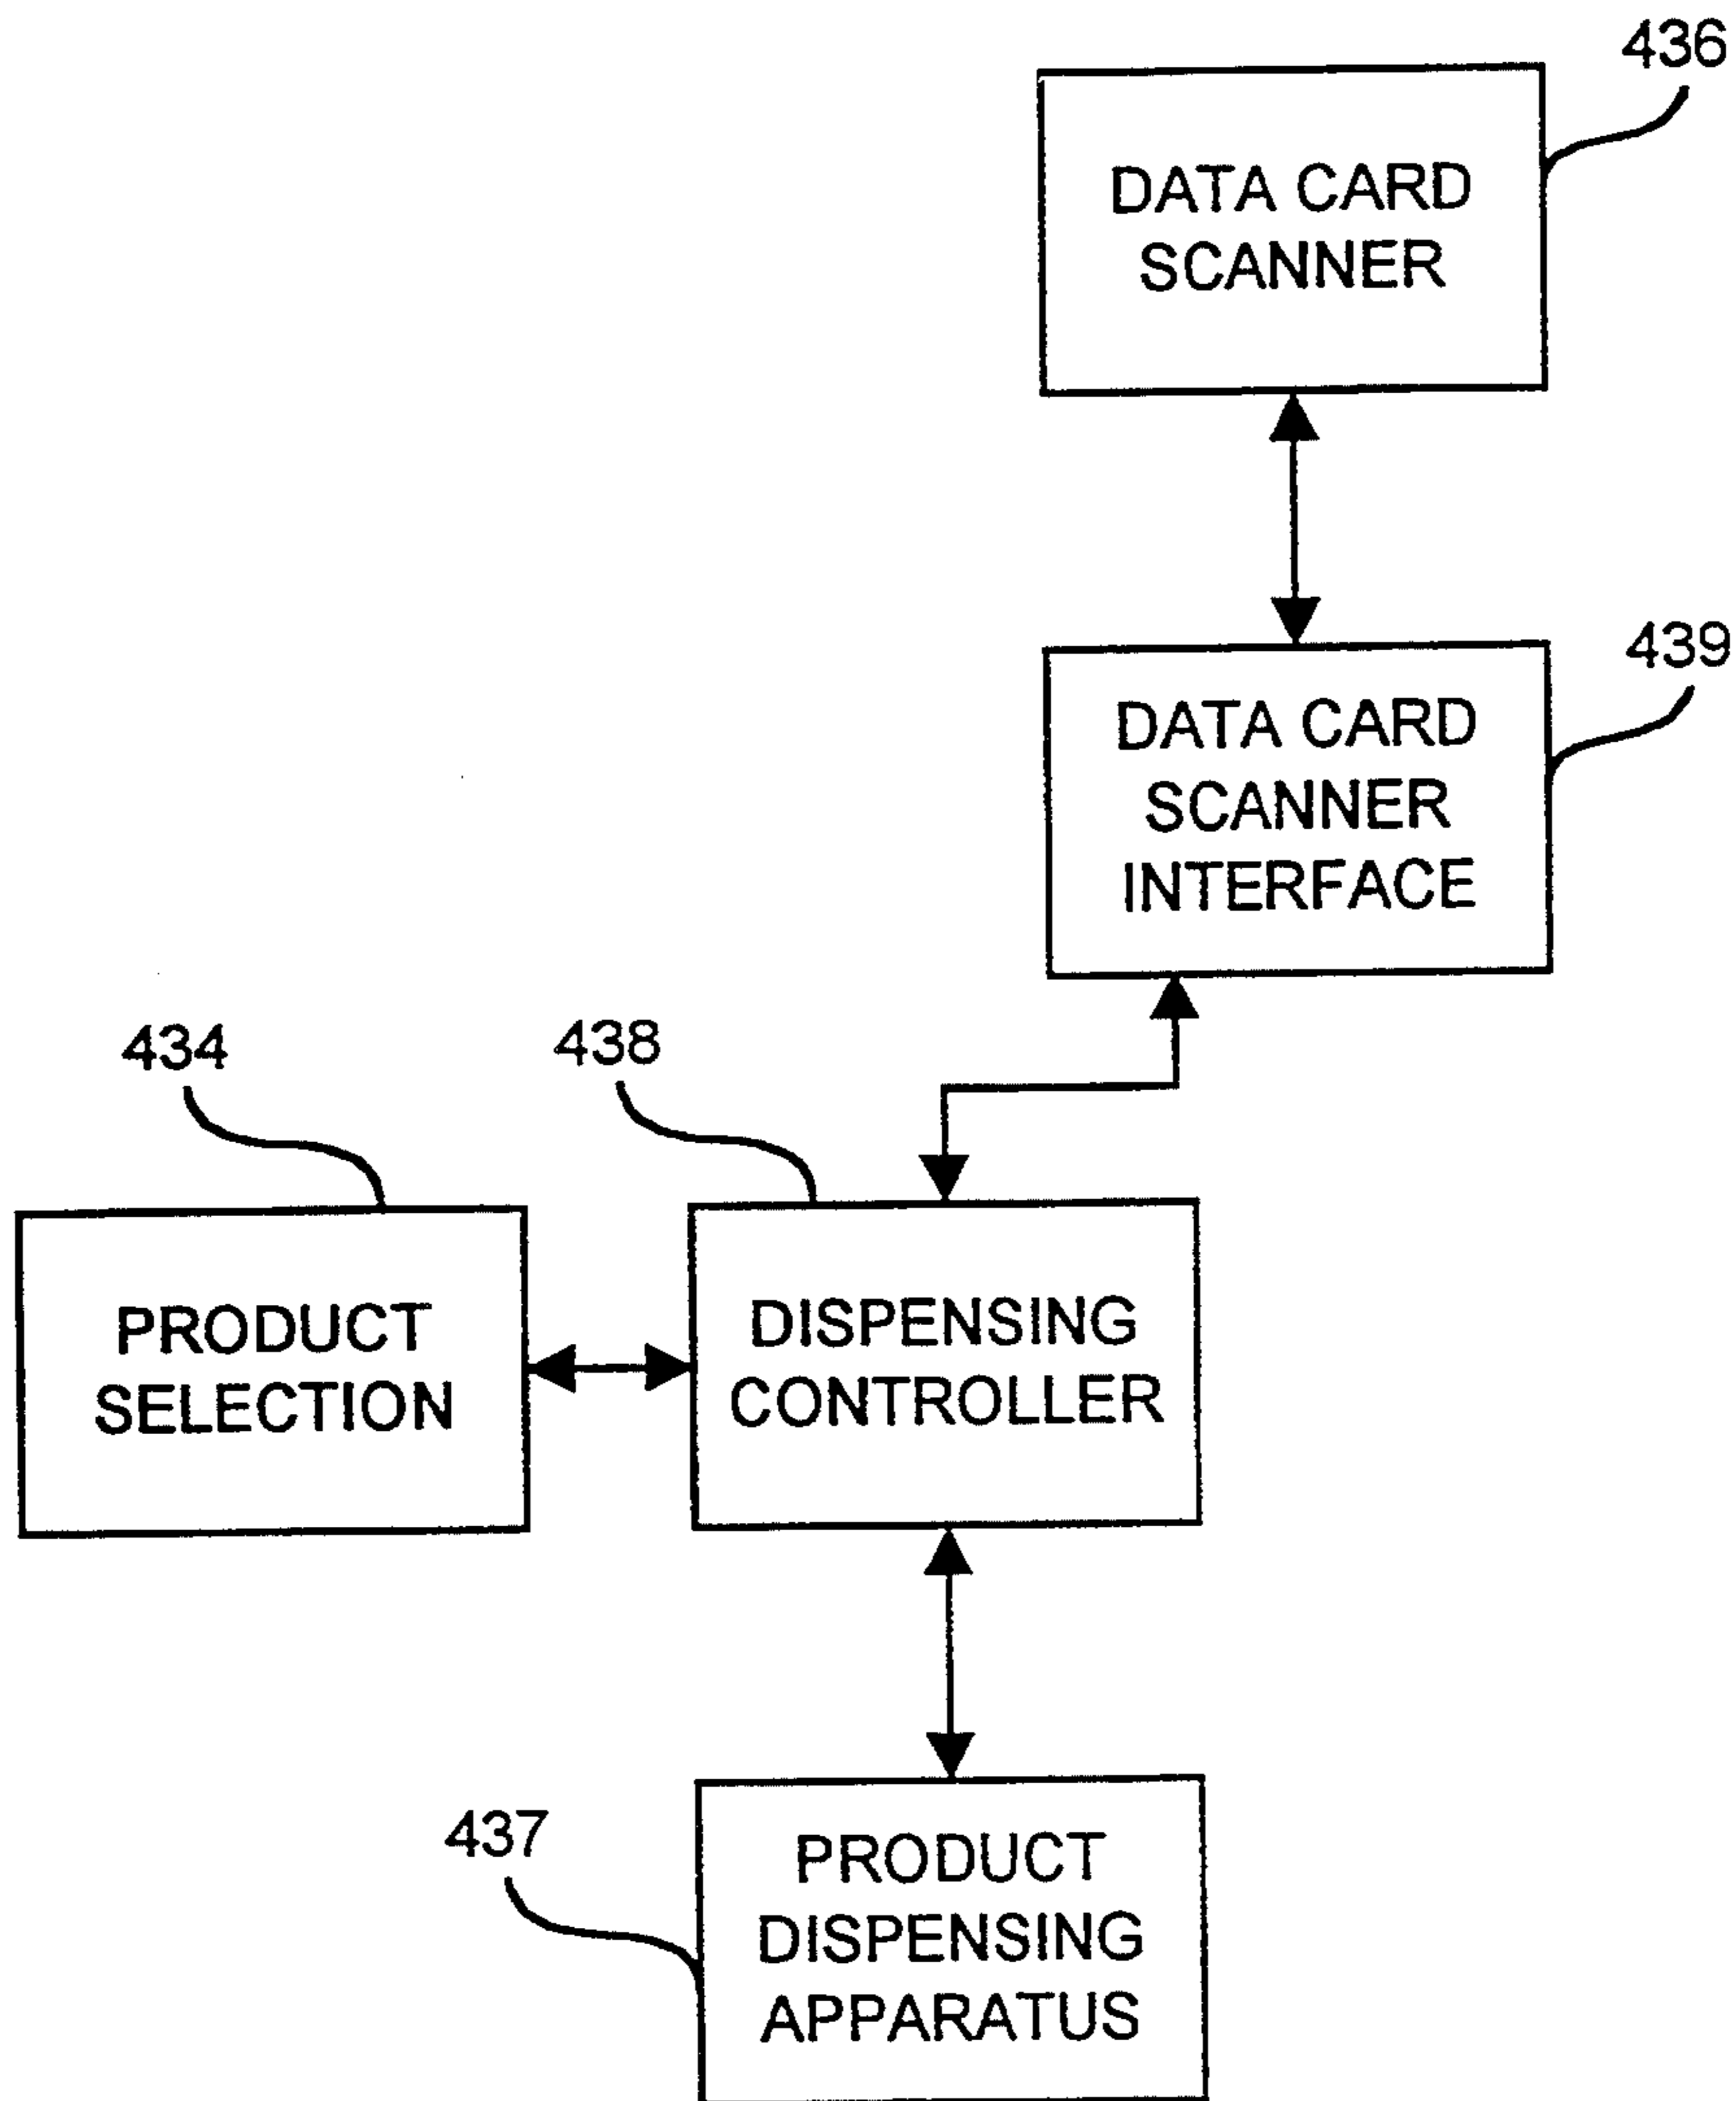 436
DATA CARD
SCANNER
439
DATA CARD
SCANNER
INTERFACE
434
438
PRODUCT
SELECTION
DISPENSING
CONTROLLER
437
PRODUCT
DISPENSING
APPARATUS